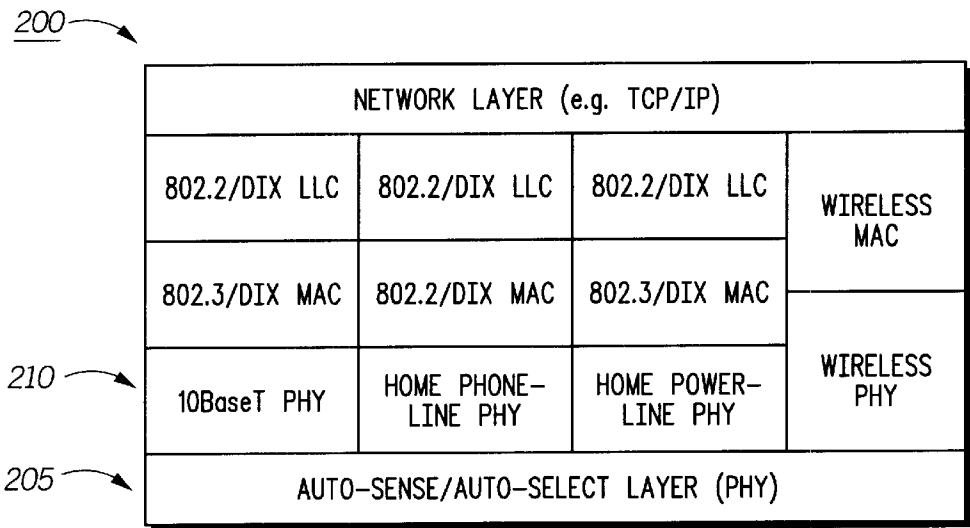 200
NETWORK LAYER (e.g. TCP/IP)
802.2/DIX LLC
802.2/DIX LLC
802.2/DIX LLC
WIRELESS
MAC
802.3/DIX MAC
802.2/DIX MAC
802.3/DIX MAC
210
10BaseT PHY
HOME PHONE-
LINE PHY
HOME POWER-
LINE PHY
WIRELESS
PHY
205
AUTO-SENSE/AUTO-SELECT LAYER (PHY)